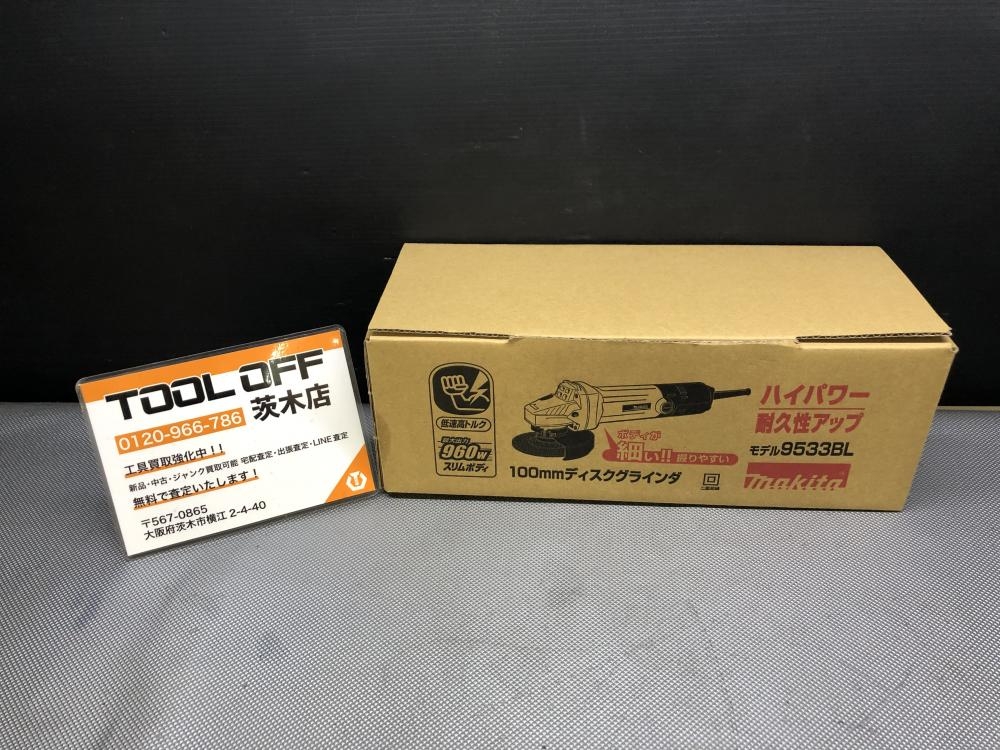 TOOL OFF
0120-966-786 茨木店
工具買取強化中！！
新品・中古・ジャンク買取可能 宅配査定・出張査定・LINE査定
無料で査定いたします！
〒567-0865
大阪府茨木市横江 2-4-40
低速高トルク
最大出力
960W
スリムボディ
ボディが
細い!! 握りやすい
100mmディスクグラインダ
ハイパワー
耐久性アップ
モデル9533BL
makita